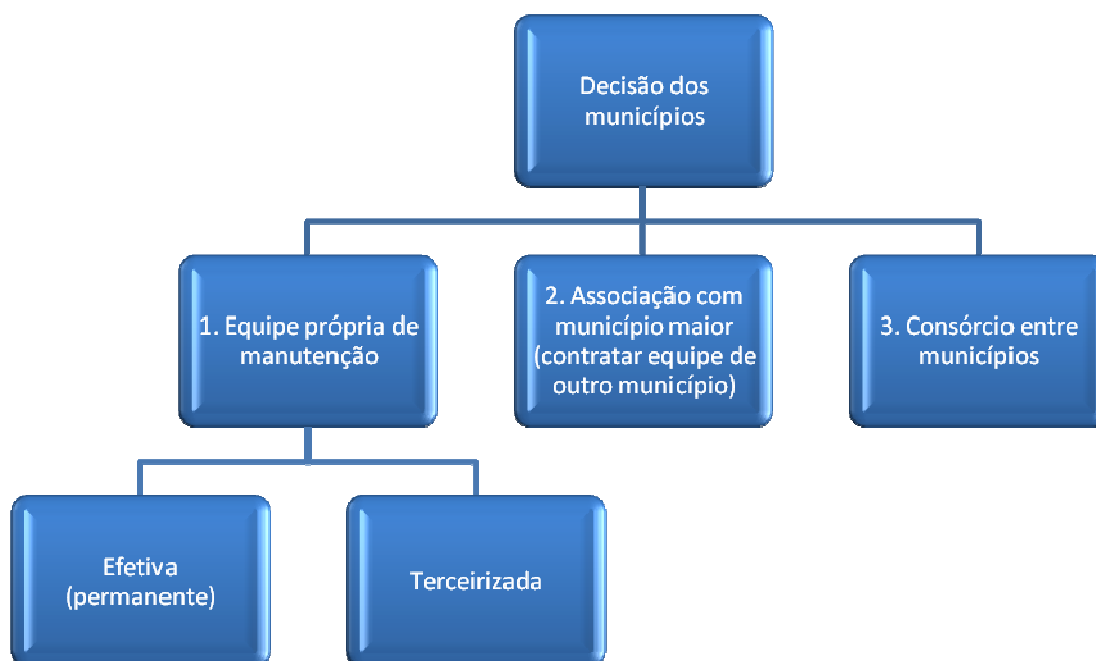 Decisão dos
municípios
1. Equipe própria de
manutenção
2. Associação com
município maior
(contratar equipe de
outro município)
3. Consórcio entre
municípios
Efetiva
(permanente)
Terceirizada